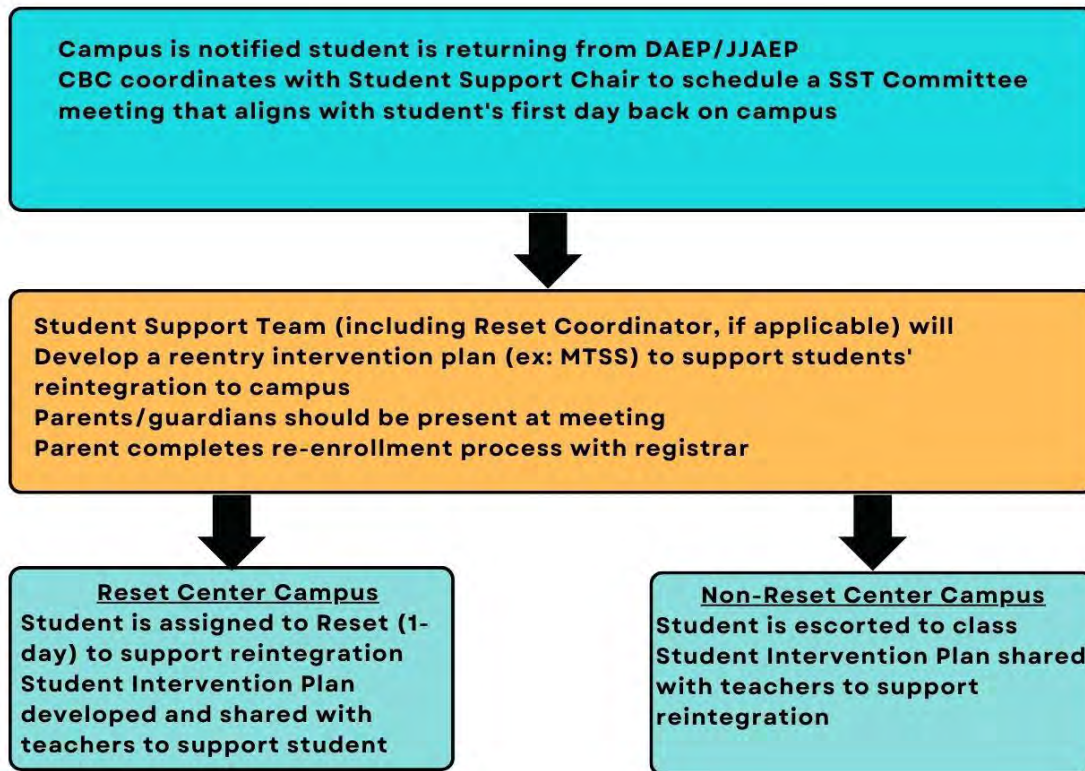 Campus is notified student is returning from DAEP/JJAEP
CBC coordinates with Student Support Chair to schedule a SST Committee
meeting that aligns with student's first day back on campus
Student Support Team (including Reset Coordinator, if applicable) will
Develop a reentry intervention plan (ex: MTSS) to support students'
reintegration to campus
Parents/guardians should be present at meeting
Parent completes re-enrollment process with registrar
Reset Center Campus
Student is assigned to Reset (1-
day) to support reintegration
Student Intervention Plan
developed and shared with
teachers to support student
Non-Reset Center Campus
Student is escorted to class
Student Intervention Plan shared
with teachers to support
reintegration